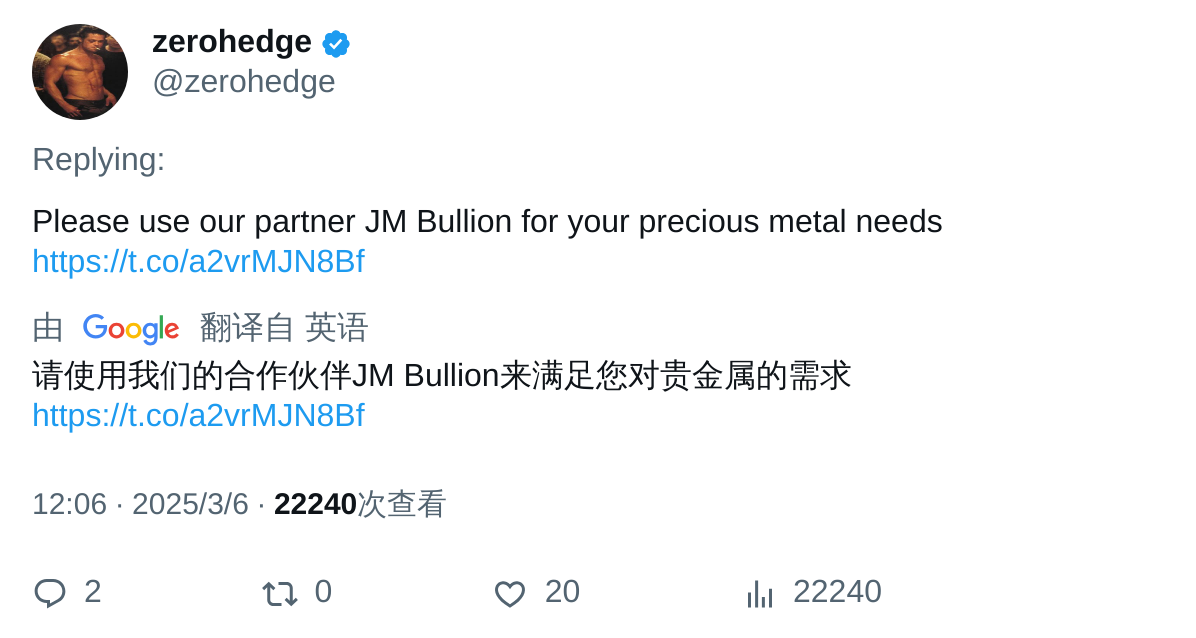 zerohedge
@zerohedge
Replying:
Please use our partner JM Bullion for your precious metal needs
https://t.co/a2vrMJN8Bf
由 Google 翻译自 英语
请使用我们的合作伙伴JM Bullion来满足您对贵金属的需求
https://t.co/a2vrMJN8Bf
12:06 · 2025/3/6 · 22240次查看
2 0 20 22240